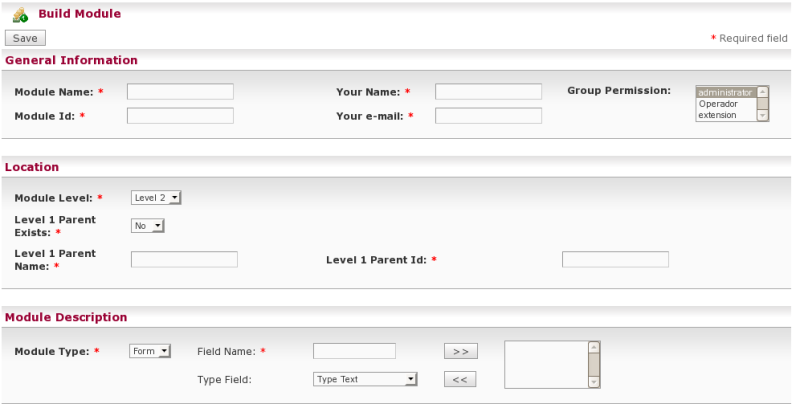 Build Module
Save
* Required field
General Information
Module Name: * Your Name: * Group Permission: administrator
Operador
Module Id: * Your e-mail: * extension
Location
Module Level: * Level 2
Level 1 Parent
Exists: * No
Level 1 Parent
Name: * Level 1 Parent Id: *
Module Description
Module Type: * Form Field Name: * >>
Type Field: Type Text <<